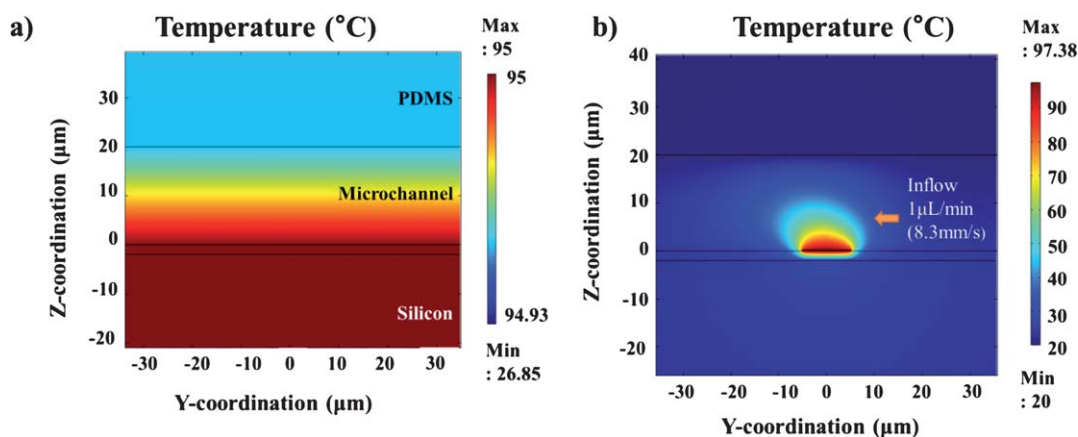 a)
Temperature (°C)
Max
: 95
95
PDMS
Microchannel
Silicon
30
20
10
0
-10
-20
Z-coordination (μm)
-30 -20 -10 0 10 20 30
Y-coordination (μm)
94.93
Min
: 26.85
b)
Temperature (°C)
Max
: 97.38
40
30
20
10
0
-10
-20
Z-coordination (μm)
Inflow
1μL/min
(8.3mm/s)
-30 -20 -10 0 10 20 30
Y-coordination (μm)
90
80
70
60
50
40
30
20
Min
: 20